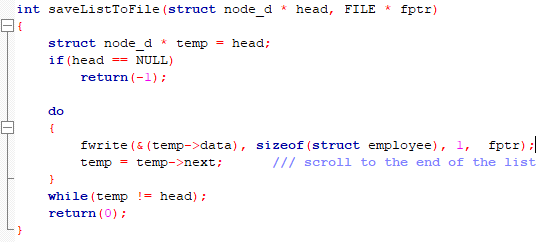 int saveListToFile(struct node_d * head, FILE * fptr)
{
    struct node_d * temp = head;
    if(head == NULL)
        return(-1);

    do
    {
        fwrite(&(temp->data), sizeof(struct employee), 1,  fptr);
        temp = temp->next;      /// scroll to the end of the list
    }
    while(temp != head);
    return(0);
}